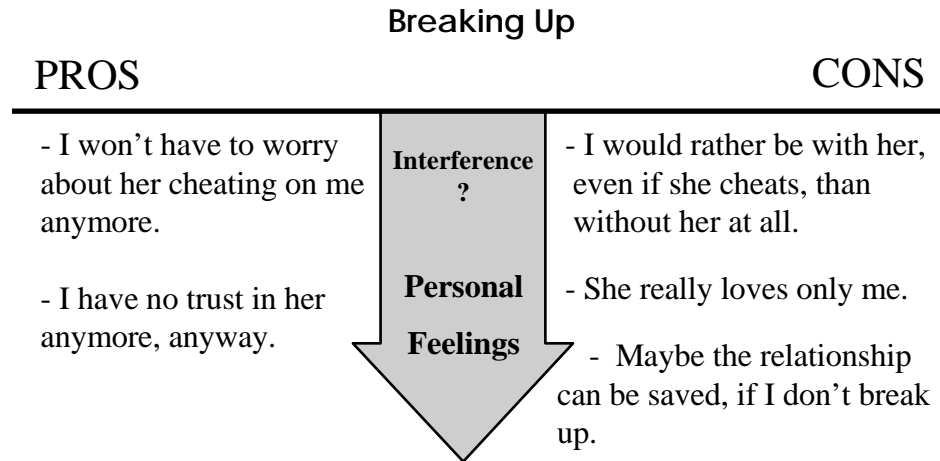 Breaking Up
PROS
CONS
- I won’t have to worry
about her cheating on me
anymore.
- I have no trust in her
anymore, anyway.
Interference
?
Personal
Feelings
- I would rather be with her,
even if she cheats, than
without her at all.
- She really loves only me.
- Maybe the relationship
can be saved, if I don’t break
up.